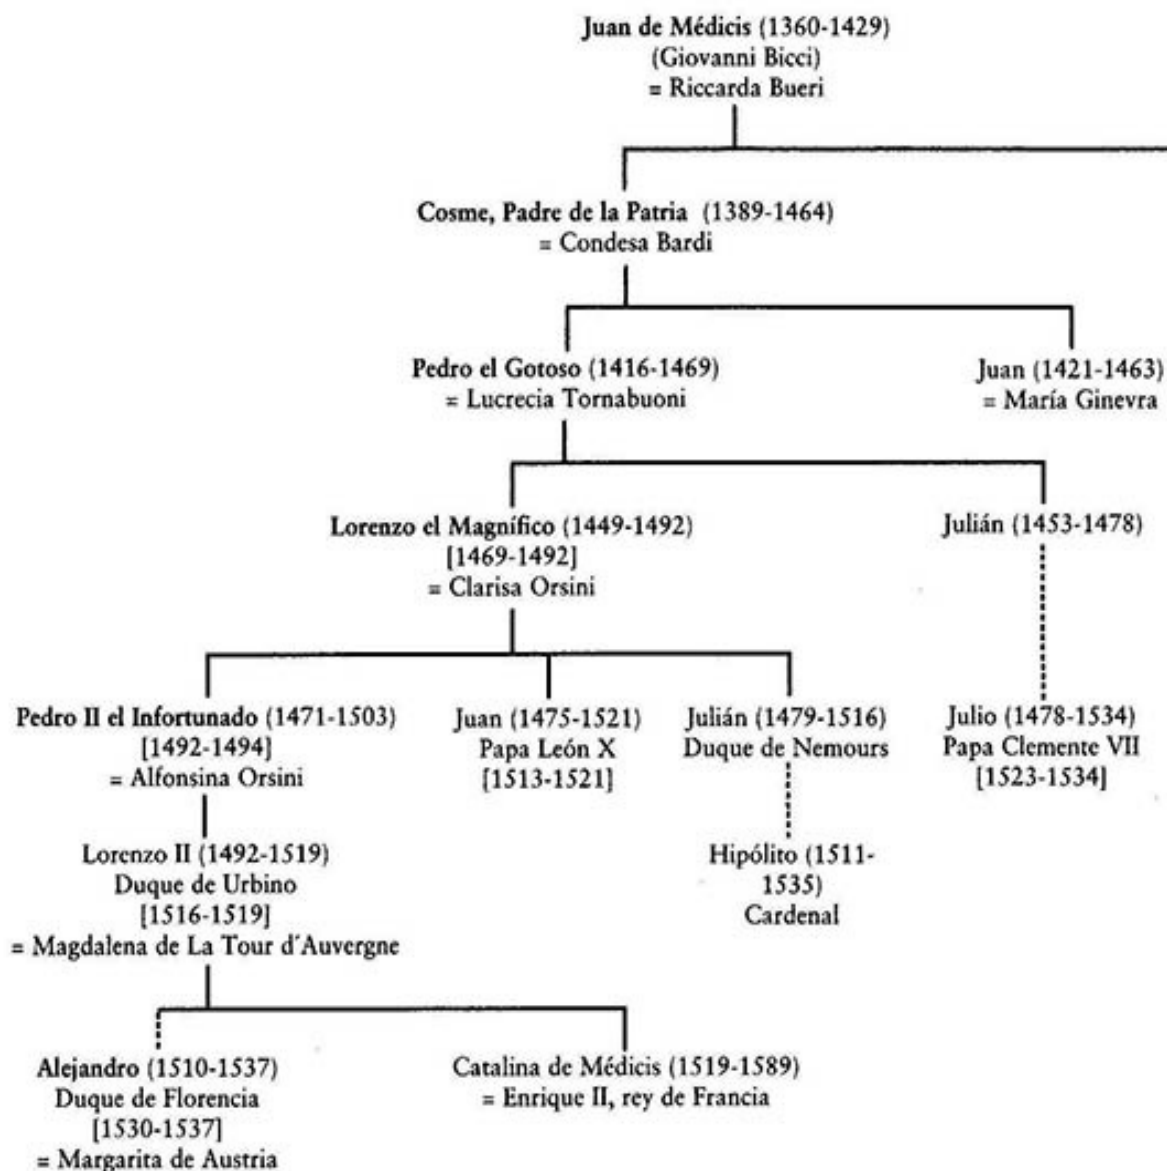 Juan de Médicis (1360-1429)
(Giovanni Bicci)
= Riccarda Bueri
Cosme, Padre de la Patria (1389-1464)
= Condesa Bardi
Pedro el Gotoso (1416-1469)
= Lucrecia Tornabuoni
Juan (1421-1463)
= María Ginevra
Lorenzo el Magnífico (1449-1492)
[1469-1492]
= Clarisa Orsini
Julián (1453-1478)
Pedro II el Infortunado (1471-1503)
[1492-1494]
= Alfonsina Orsini
Juan (1475-1521)
Papa León X
[1513-1521]
Julián (1479-1516)
Duque de Nemours
Julio (1478-1534)
Papa Clemente VII
[1523-1534]
Lorenzo II (1492-1519)
Duque de Urbino
[1516-1519]
= Magdalena de La Tour d´Auvergne
Hipólito (1511-
1535)
Cardenal
Alejandro (1510-1537)
Duque de Florencia
[1530-1537]
= Margarita de Austria
Catalina de Médicis (1519-1589)
= Enrique II, rey de Francia